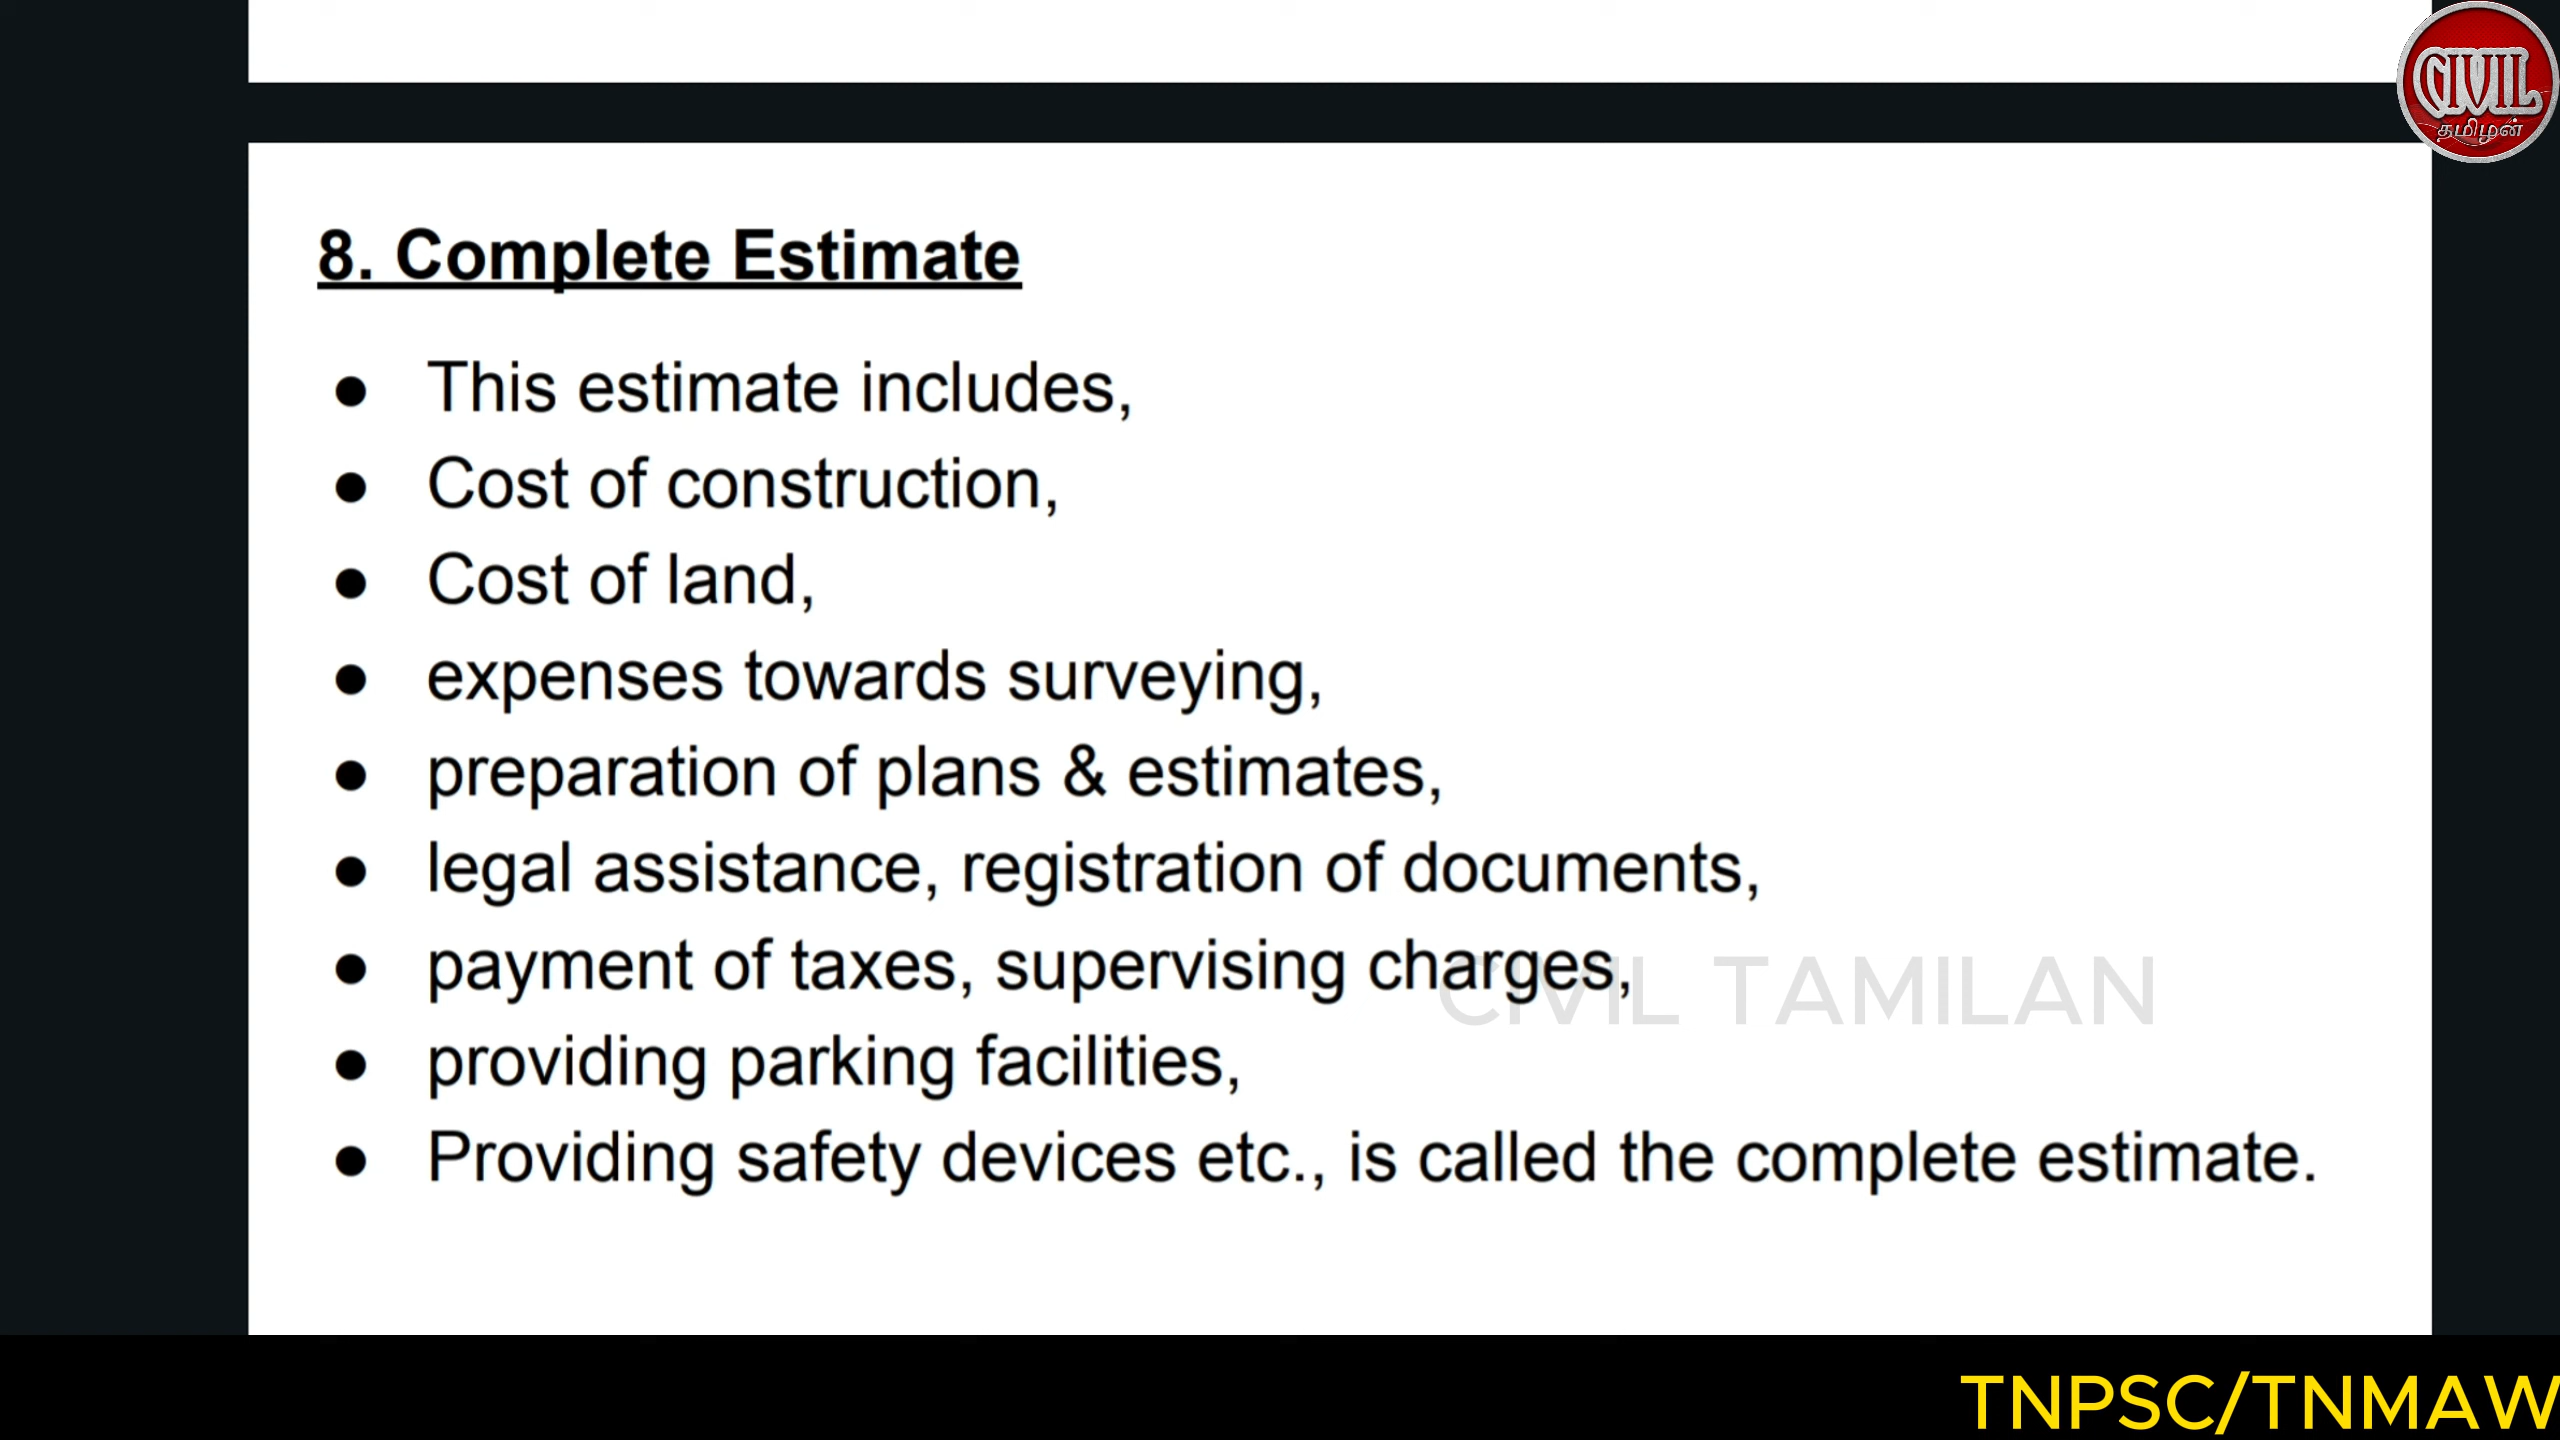 CIVIL
தமிழன்
8. Complete Estimate
● This estimate includes,
● Cost of construction,
● Cost of land,
● expenses towards surveying,
● preparation of plans & estimates,
● legal assistance, registration of documents,
● payment of taxes, supervising charges,
● providing parking facilities,
● Providing safety devices etc., is called the complete estimate.
CIVIL TAMILAN
TNPSC/TNMAW